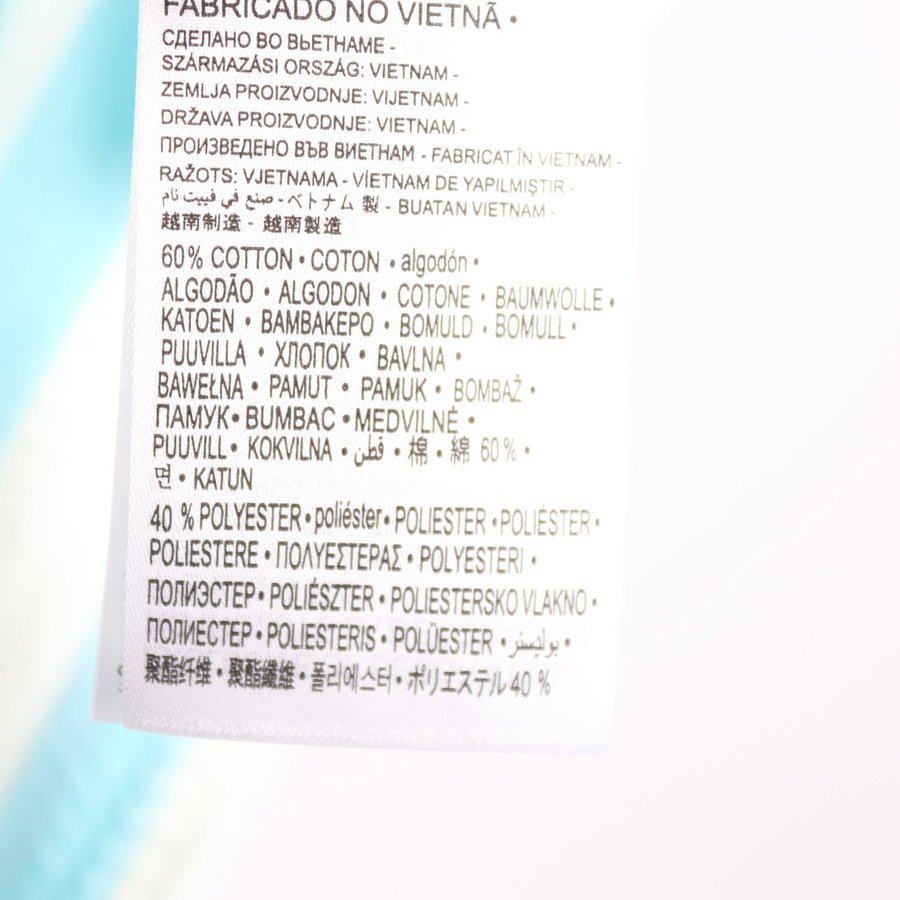 FABRICADO NO VIETNÃ •
СДЕЛАНО ВО ВЬЕТНАМЕ -
SZÁRMAZÁSI ORSZÁG: VIETNAM -
ZEMLJA PROIZVODNJE: VIJETNAM -
DRŽAVA PROIZVODNJE: VIETNAM -
ПРОИЗВЕДЕНО ВЪВ ВИЕТНАМ - FABRICAT ÎN VIETNAM -
RAŽOTS: VJETNAMA - VİETNAM DE YAPILMIŞTIR -
صنع في فييت نام - ベトナム 製 - BUATAN VIETNAM -
越南制造 - 越南製造
60% COTTON • COTON • algodón •
ALGODÃO • ALGODON • COTONE • BAUMWOLLE •
KATOEN • ΒΑΜΒΑΚΕΡΟ • BOMULD • BOMULL •
PUUVILLA • ХЛОПОК • BAVLNA •
BAWEŁNA • PAMUT • PAMUK • BOMBAŽ •
ПАМУК • BUMBAC • MEDVILNĖ •
PUUVILL • KOKVILNA • قطن • 棉 • 綿 60% •
면 • KATUN
40 % POLYESTER • poliéster • POLIESTER • POLIÉSTER •
POLIESTERE • ΠΟΛΥΕΣΤΕΡΑΣ • POLYESTERI •
ПОЛИЭСТЕР • POLIÉSZTER • POLIESTERSKO VLAKNO •
ПОЛИЕСТЕР • POLIESTERIS • POLÜESTER • بوليستر •
聚酯纤维 • 聚酯纖維 • 폴리에스터 • ポリエステル 40 %